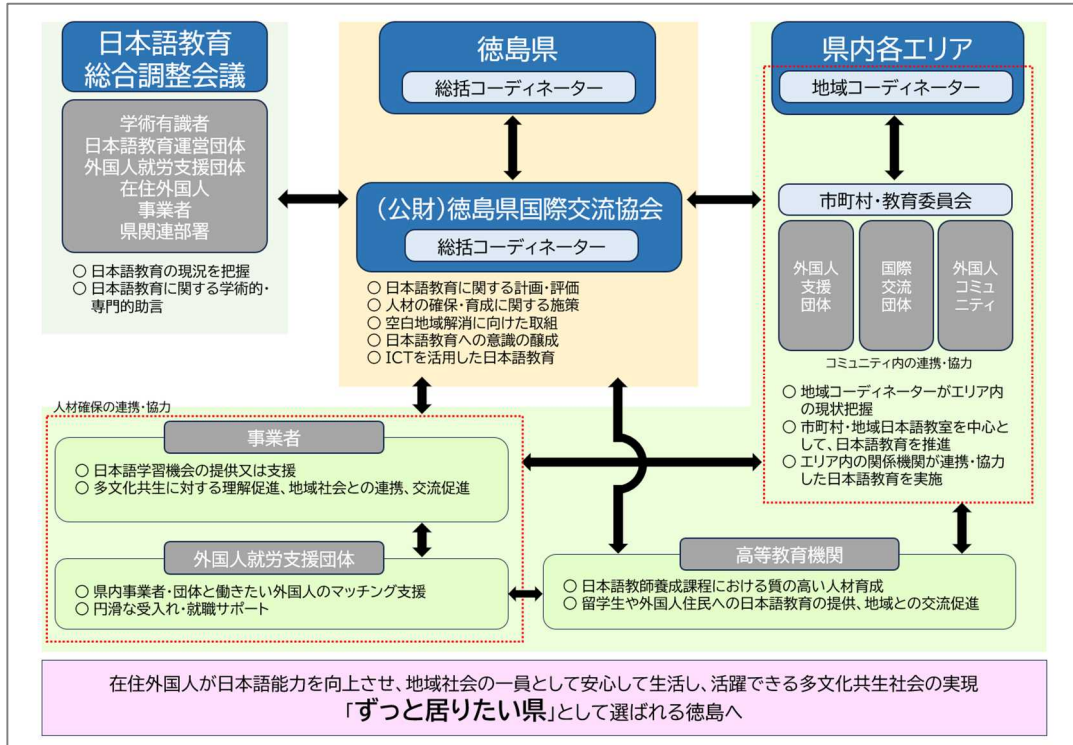 日本語教育
総合調整会議
学術有識者
日本語教育運営団体
外国人就労支援団体
在住外国人
事業者
県関連部署
○ 日本語教育の現況を把握
○ 日本語教育に関する学術的・
専門的助言
徳島県
総括コーディネーター
（公財）徳島県国際交流協会
総括コーディネーター
○ 日本語教育に関する計画・評価
○ 人材の確保・育成に関する施策
○ 空白地域解消に向けた取組
○ 日本語教育への意識の醸成
○ ICTを活用した日本語教育
県内各エリア
地域コーディネーター
市町村・教育委員会
外国人
支援
団体
国際
交流
団体
外国人
コミュ
ニティ
コミュニティ内の連携・協力
○ 地域コーディネーターがエリア内
の現状把握
○ 市町村・地域日本語教室を中心と
して、日本語教育を推進
○ エリア内の関係機関が連携・協力
した日本語教育を実施
人材確保の連携・協力
事業者
○ 日本語学習機会の提供又は支援
○ 多文化共生に対する理解促進、地域社会との連携、交流促進
外国人就労支援団体
○ 県内事業者・団体と働きたい外国人のマッチング支援
○ 円滑な受入れ・就職サポート
高等教育機関
○ 日本語教師養成課程における質の高い人材育成
○ 留学生や外国人住民への日本語教育の提供、地域との交流促進
在住外国人が日本語能力を向上させ、地域社会の一員として安心して生活し、活躍できる多文化共生社会の実現
「ずっと居りたい県」として選ばれる徳島へ